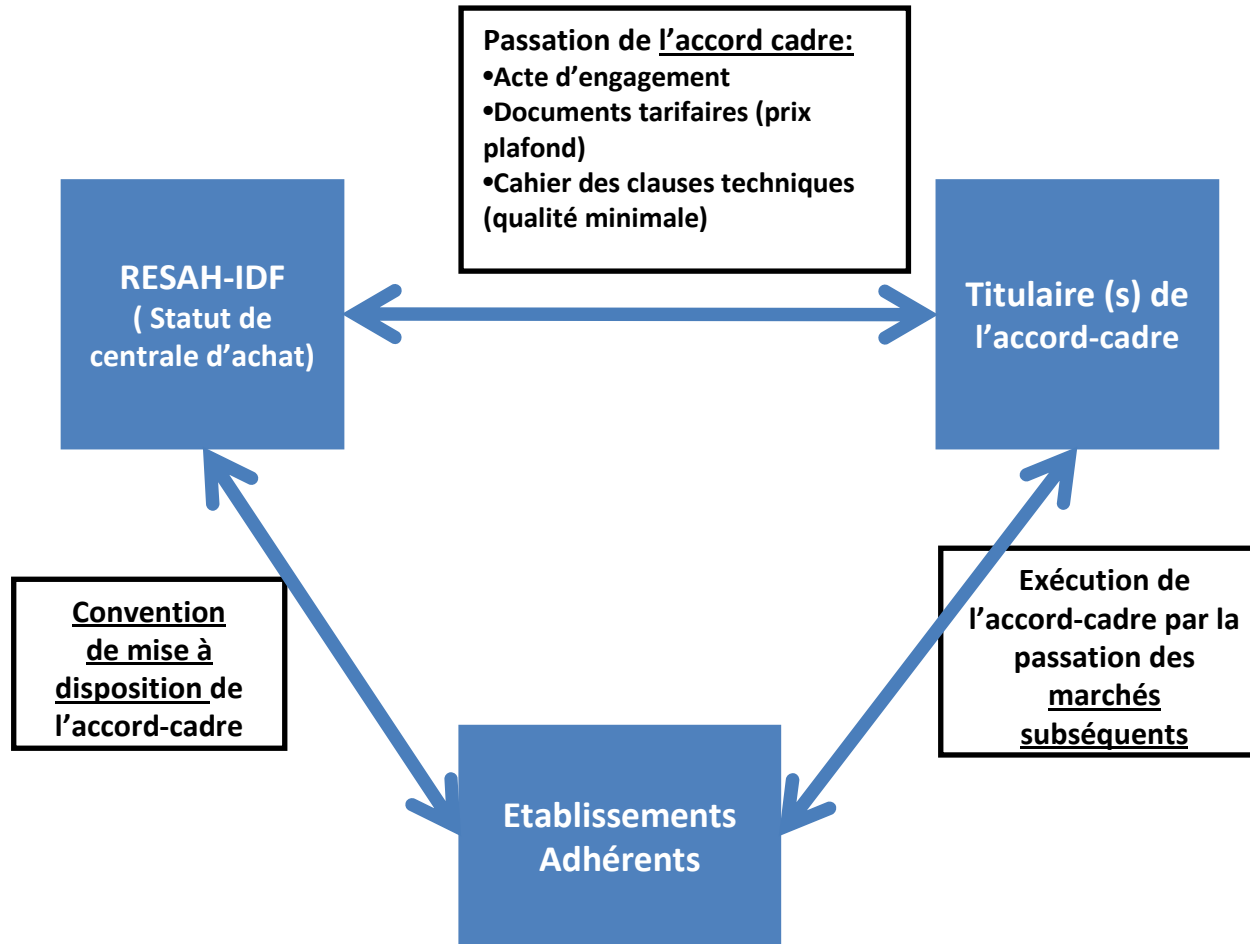 Passation de l’accord cadre:
•Acte d’engagement
•Documents tarifaires (prix
plafond)
•Cahier des clauses techniques
(qualité minimale)
RESAH-IDF
( Statut de
centrale d’achat)
Titulaire (s) de
l’accord-cadre
Convention
de mise à
disposition de
l’accord-cadre
Exécution de
l’accord-cadre par la
passation des
marchés
subséquents
Etablissements
Adhérents